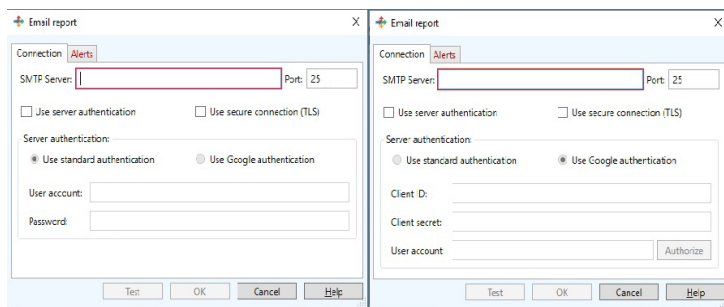 Email report X
Connection Alerts
SMTP Server: Port: 25
Use server authentication Use secure connection (TLS)
Server authentication:
Use standard authentication Use Google authentication
User account:
Password:
Test OK Cancel Help
Email report X
Connection Alerts
SMTP Server: Port: 25
Use server authentication Use secure connection (TLS)
Server authentication:
Use standard authentication Use Google authentication
Client ID:
Client secret:
User account Authorize
Test OK Cancel Help